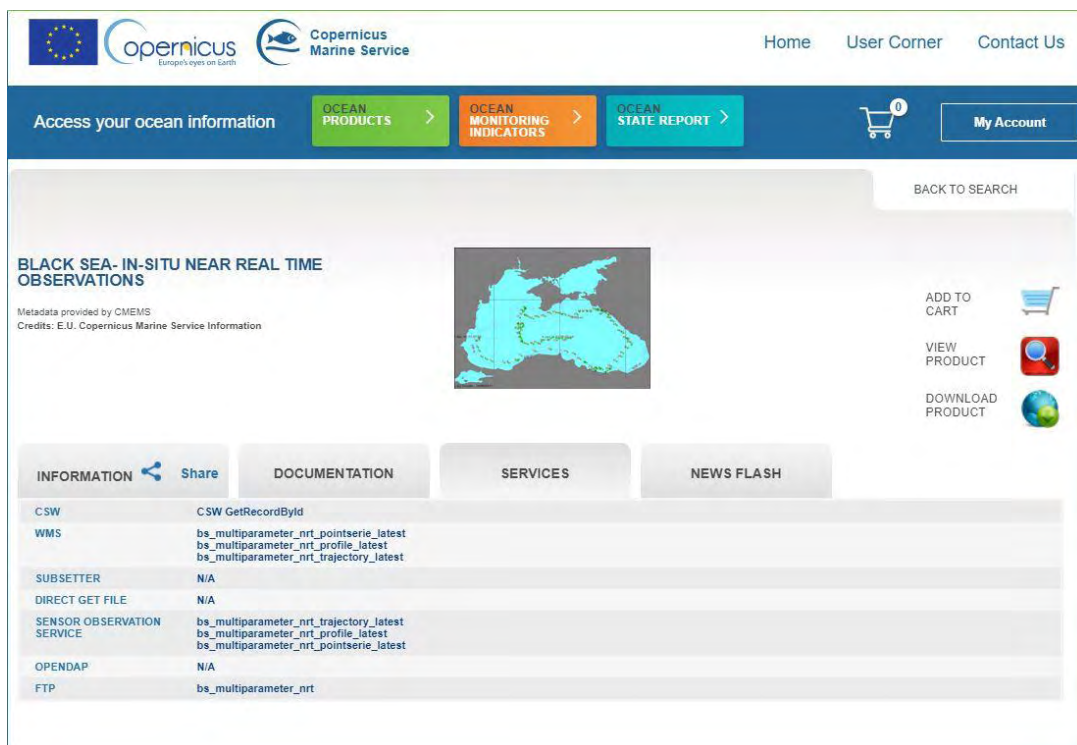 Copernicus
Europe's eyes on Earth
Copernicus
Marine Service
Home
User Corner
Contact Us
Access your ocean information
OCEAN
PRODUCTS
OCEAN
MONITORING
INDICATORS
OCEAN
STATE REPORT
0
My Account
BACK TO SEARCH
BLACK SEA- IN-SITU NEAR REAL TIME
OBSERVATIONS
Metadata provided by CMEMS
Credits: E.U. Copernicus Marine Service Information
ADD TO
CART
VIEW
PRODUCT
DOWNLOAD
PRODUCT
INFORMATION Share
DOCUMENTATION
SERVICES
NEWS FLASH
CSW CSW GetRecordById
WMS bs_multiparameter_nrt_pointserie_latest
bs_multiparameter_nrt_profile_latest
bs_multiparameter_nrt_trajectory_latest
SUBSETTER N/A
DIRECT GET FILE N/A
SENSOR OBSERVATION bs_multiparameter_nrt_trajectory_latest
SERVICE bs_multiparameter_nrt_profile_latest
bs_multiparameter_nrt_pointserie_latest
OPENDAP N/A
FTP bs_multiparameter_nrt